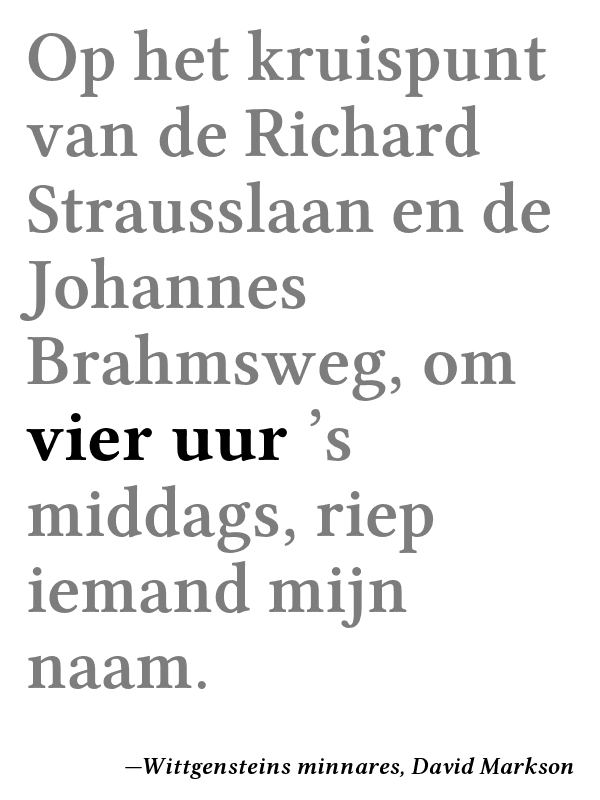 Op het kruispunt
van de Richard
Strausslaan en de
Johannes
Brahmsweg, om
vier uur ’s
middags, riep
iemand mijn
naam.
—Wittgensteins minnares, David Markson